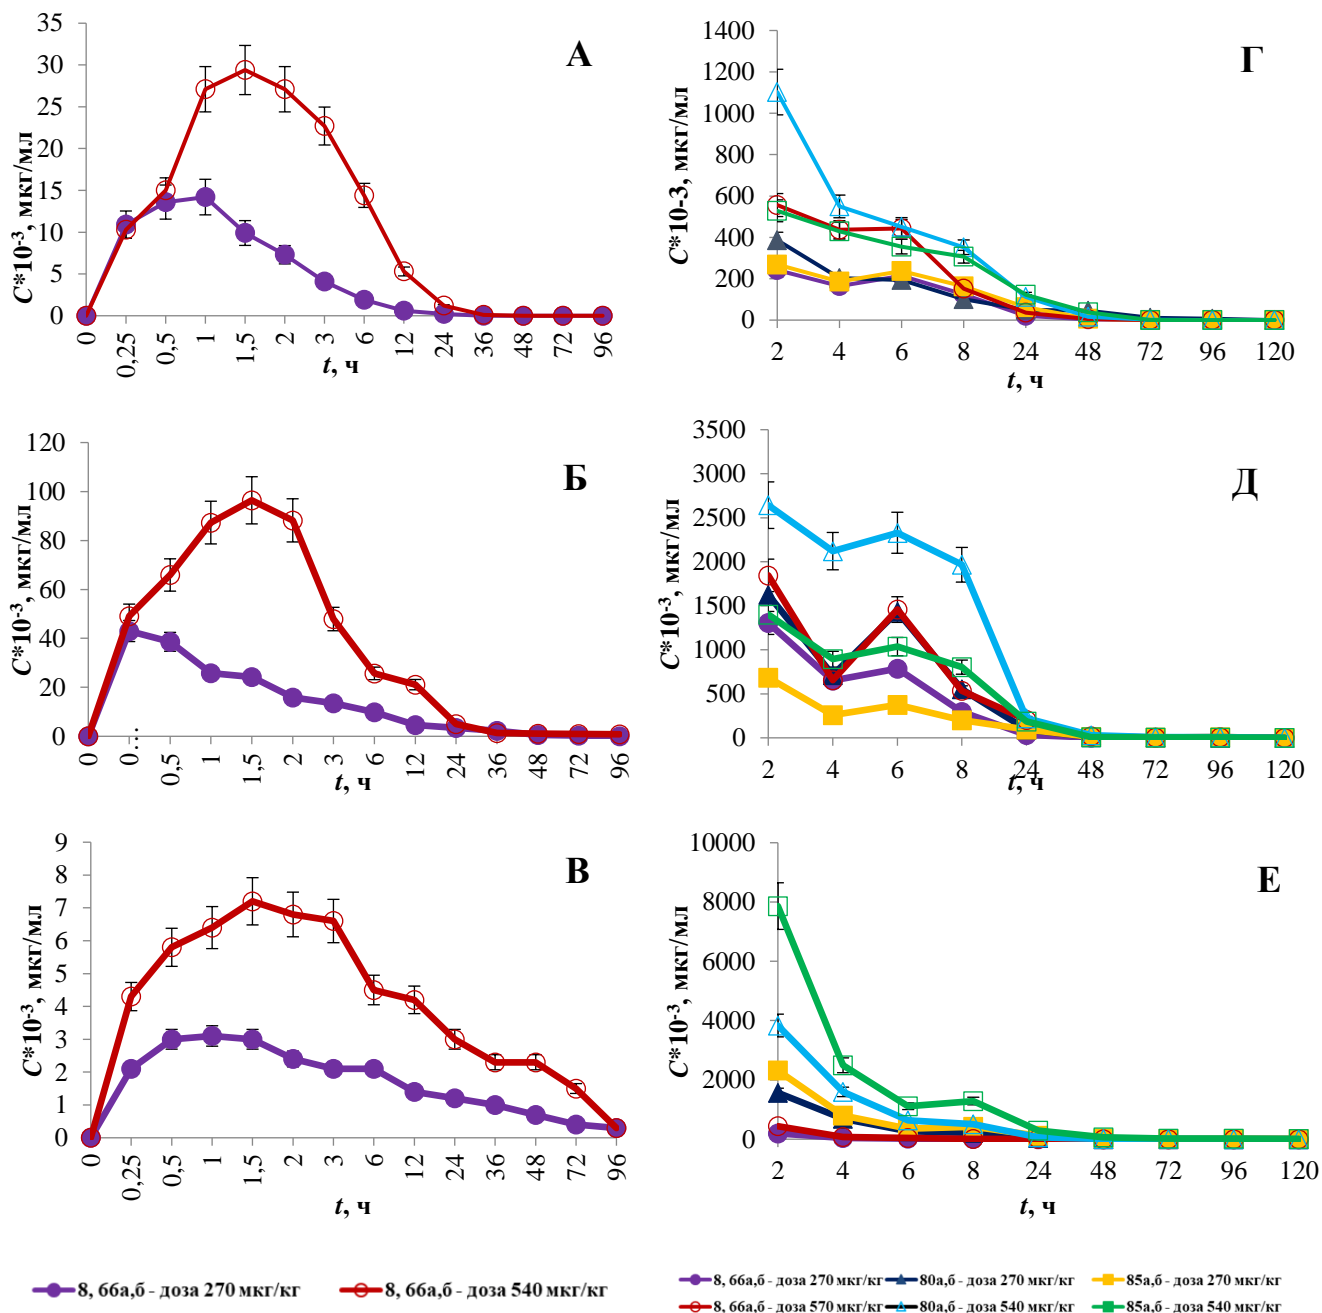 А
C*10⁻³, мкг/мл
35
30
25
20
15
10
5
0
0 0,25 0,5 1 1,5 2 3 6 12 24 36 48 72 96
t, ч
Г
C*10-3, мкг/мл
1400
1200
1000
800
600
400
200
0
2 4 6 8 24 48 72 96 120
t, ч
Б
C*10⁻³, мкг/мл
120
100
80
60
40
20
0
0 0… 0,5 1 1,5 2 3 6 12 24 36 48 72 96
t, ч
Д
C*10⁻³, мкг/мл
3500
3000
2500
2000
1500
1000
500
0
2 4 6 8 24 48 72 96 120
t, ч
В
C*10⁻³, мкг/мл
9
8
7
6
5
4
3
2
1
0
0 0,25 0,5 1 1,5 2 3 6 12 24 36 48 72 96
t, ч
Е
C*10⁻³, мкг/мл
10000
8000
6000
4000
2000
0
2 4 6 8 24 48 72 96 120
t, ч
8, 66а,б - доза 270 мкг/кг 8, 66а,б - доза 540 мкг/кг
8, 66а,б - доза 270 мкг/кг 80а,б - доза 270 мкг/кг 85а,б - доза 270 мкг/кг
8, 66а,б - доза 570 мкг/кг 80а,б - доза 540 мкг/кг 85а,б - доза 540 мкг/кг